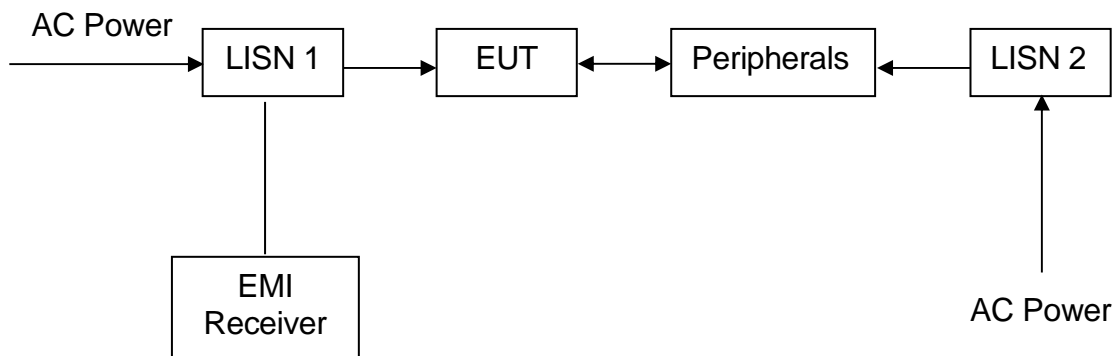 AC Power
LISN 1
EUT
Peripherals
LISN 2
EMI
Receiver
AC Power